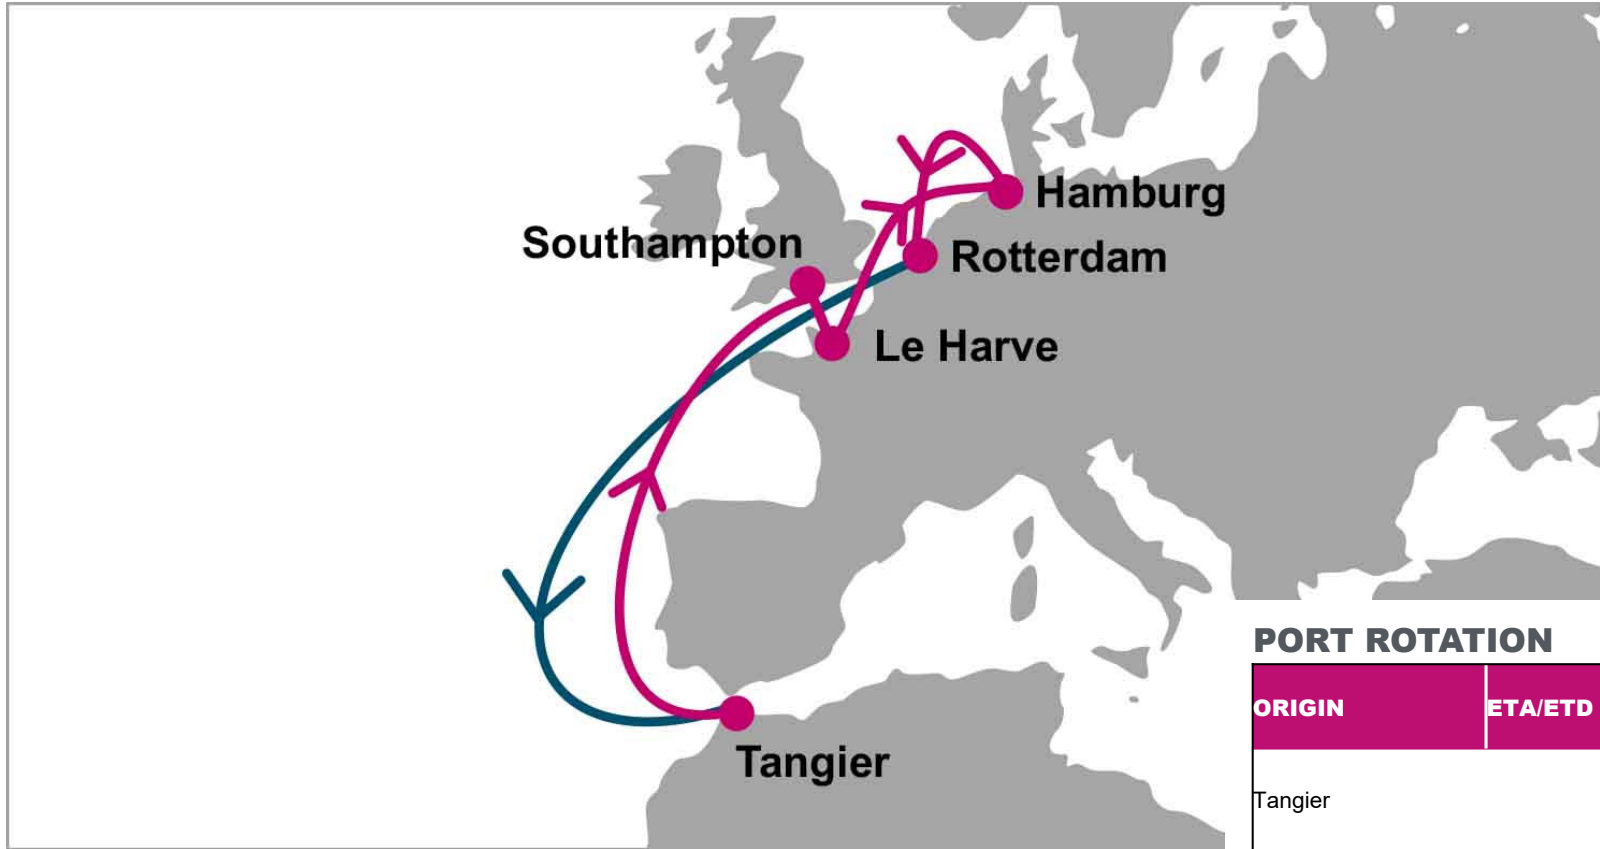 Hamburg
Southampton
Rotterdam
Le Harve
Tangier
PORT ROTATION
ORIGIN ETA/ETD
Tangier